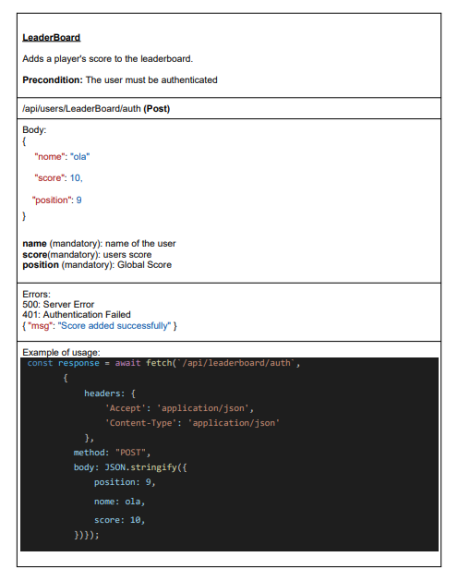 LeaderBoard
Adds a player's score to the leaderboard.
Precondition: The user must be authenticated
/api/users/LeaderBoard/auth (Post)
Body:
{
"nome": "ola"
"score": 10,
"position": 9
}
name (mandatory): name of the user
score(mandatory): users score
position (mandatory): Global Score
Errors:
500: Server Error
401: Authentication Failed
{ "msg": "Score added successfully" }
Example of usage:
const response = await fetch(`/api/leaderboard/auth`,
{
headers: {
'Accept': 'application/json',
'Content-Type': 'application/json'
},
method: "POST",
body: JSON.stringify({
position: 9,
nome: ola,
score: 10,
})});